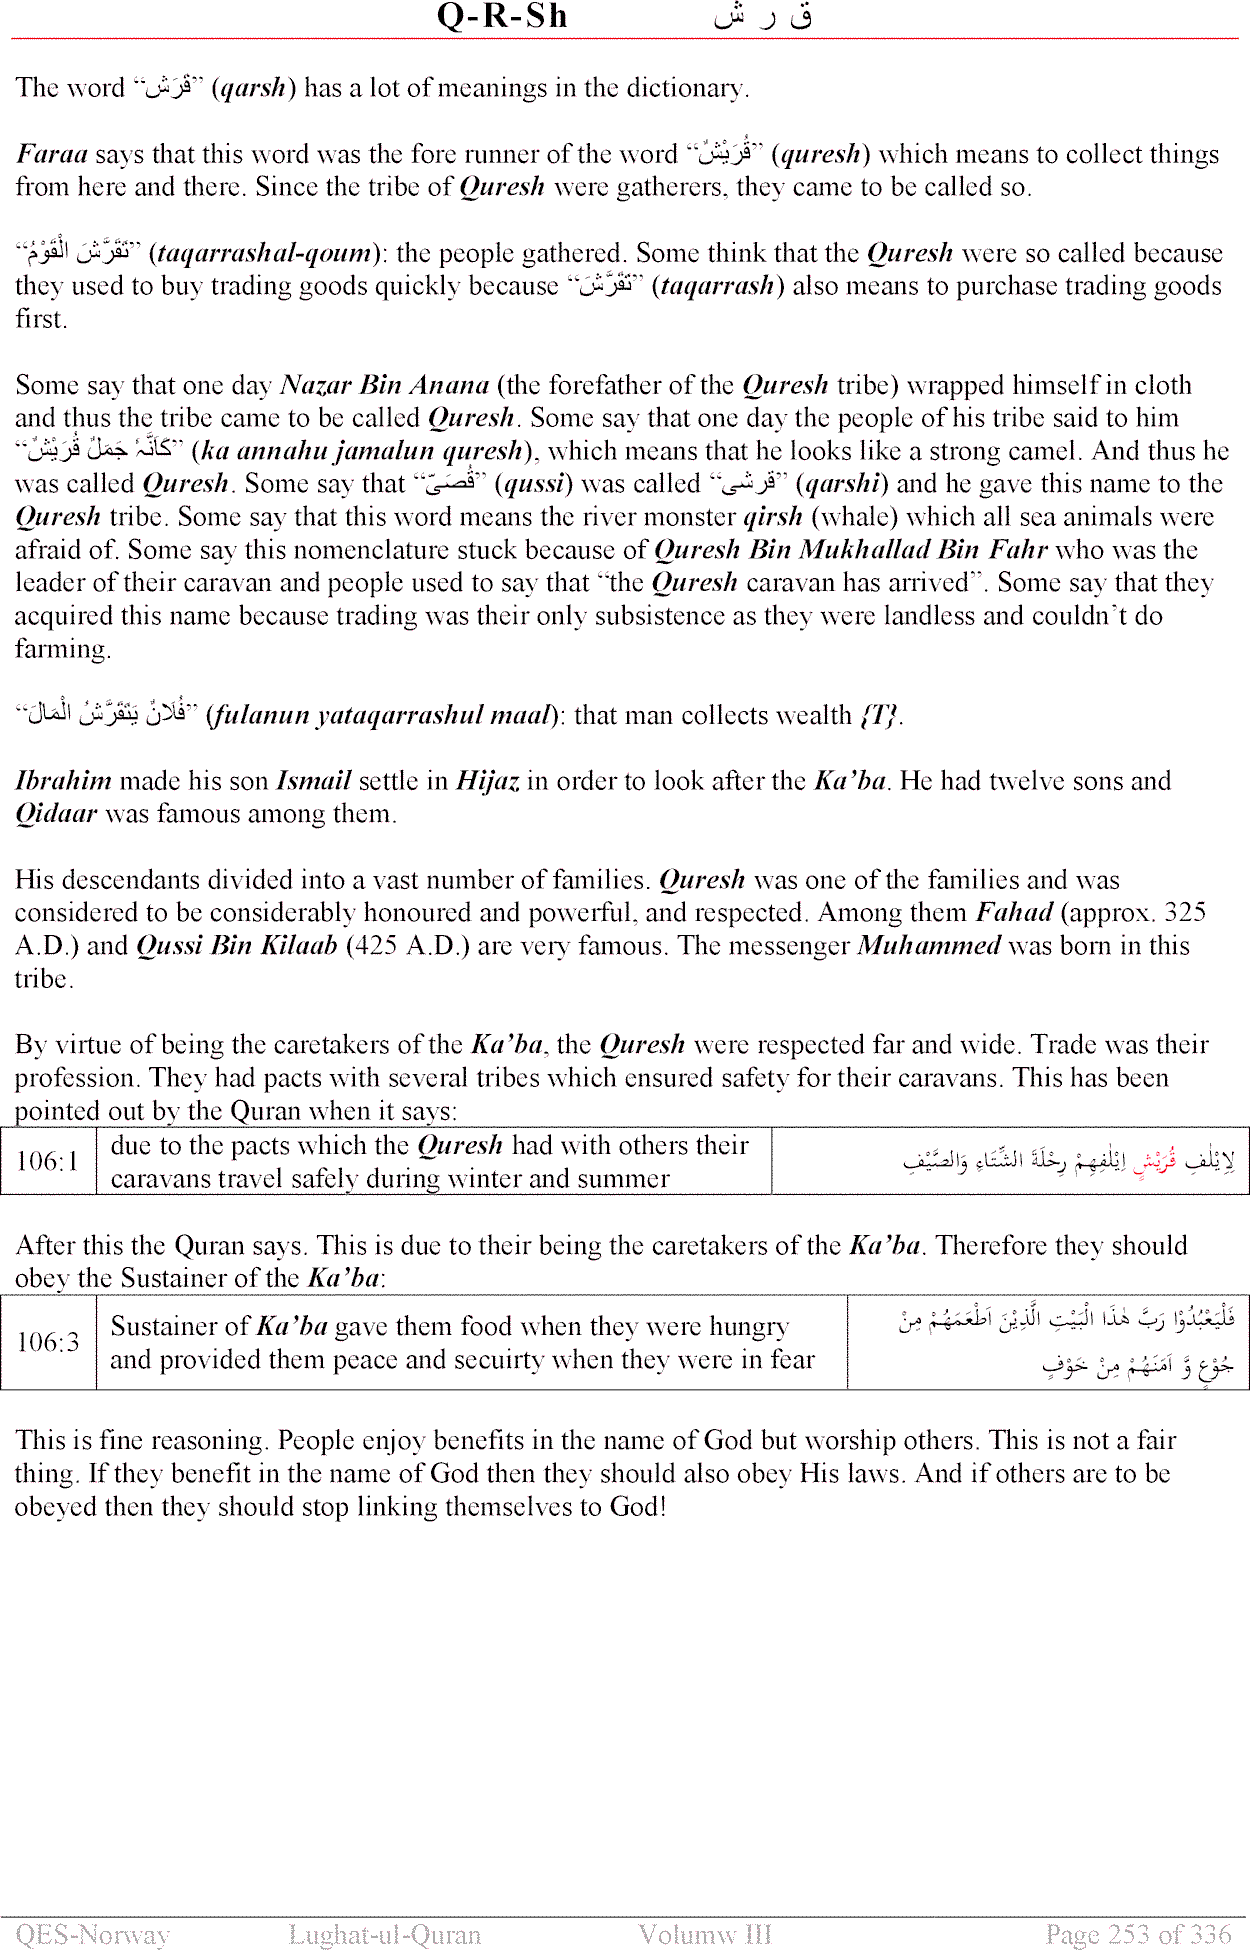 Q-R-Sh ق ر ش
The word “قَرَش” (qarsh) has a lot of meanings in the dictionary.
Faraa says that this word was the fore runner of the word “قُرَيْشٌ” (quresh) which means to collect things
from here and there. Since the tribe of Quresh were gatherers, they came to be called so.
“تَقَرَّشَ الْقَوْمُ” (taqarrashal-qoum): the people gathered. Some think that the Quresh were so called because
they used to buy trading goods quickly because “تَقَرَّشَ” (taqarrash) also means to purchase trading goods
first.
Some say that one day Nazar Bin Anana (the forefather of the Quresh tribe) wrapped himself in cloth
and thus the tribe came to be called Quresh. Some say that one day the people of his tribe said to him
“كَاَنَّہٗ جَمَلٌ قُرَيْشٌ” (ka annahu jamalun quresh), which means that he looks like a strong camel. And thus he
was called Quresh. Some say that “قُصَىّ” (qussi) was called “قرشى” (qarshi) and he gave this name to the
Quresh tribe. Some say that this word means the river monster qirsh (whale) which all sea animals were
afraid of. Some say this nomenclature stuck because of Quresh Bin Mukhallad Bin Fahr who was the
leader of their caravan and people used to say that “the Quresh caravan has arrived”. Some say that they
acquired this name because trading was their only subsistence as they were landless and couldn’t do
farming.
“فُلَانٌ يَتَقَرَّشُ الْمَالَ” (fulanun yataqarrashul maal): that man collects wealth {T}.
Ibrahim made his son Ismail settle in Hijaz in order to look after the Ka’ba. He had twelve sons and
Qidaar was famous among them.
His descendants divided into a vast number of families. Quresh was one of the families and was
considered to be considerably honoured and powerful, and respected. Among them Fahad (approx. 325
A.D.) and Qussi Bin Kilaab (425 A.D.) are very famous. The messenger Muhammed was born in this
tribe.
By virtue of being the caretakers of the Ka’ba, the Quresh were respected far and wide. Trade was their
profession. They had pacts with several tribes which ensured safety for their caravans. This has been
pointed out by the Quran when it says:
106:1 due to the pacts which the Quresh had with others their
caravans travel safely during winter and summer
لِاِيْلٰفِ قُرَيْشٍ اِيْلٰفِهِمْ رِحْلَةَ الشِّتَاءِ وَالصَّيْفِ
After this the Quran says. This is due to their being the caretakers of the Ka’ba. Therefore they should
obey the Sustainer of the Ka’ba:
106:3 Sustainer of Ka’ba gave them food when they were hungry
and provided them peace and secuirty when they were in fear
فَلْيَعْبُدُوْا رَبَّ هٰذَا الْبَيْتِ الَّذِيْنَ اَطْعَمَهُمْ مِنْ
جُوْعٍ وَّ اٰمَنَهُمْ مِنْ خَوْفٍ
This is fine reasoning. People enjoy benefits in the name of God but worship others. This is not a fair
thing. If they benefit in the name of God then they should also obey His laws. And if others are to be
obeyed then they should stop linking themselves to God!
QES-Norway Lughat-ul-Quran Volumw III Page 253 of 336